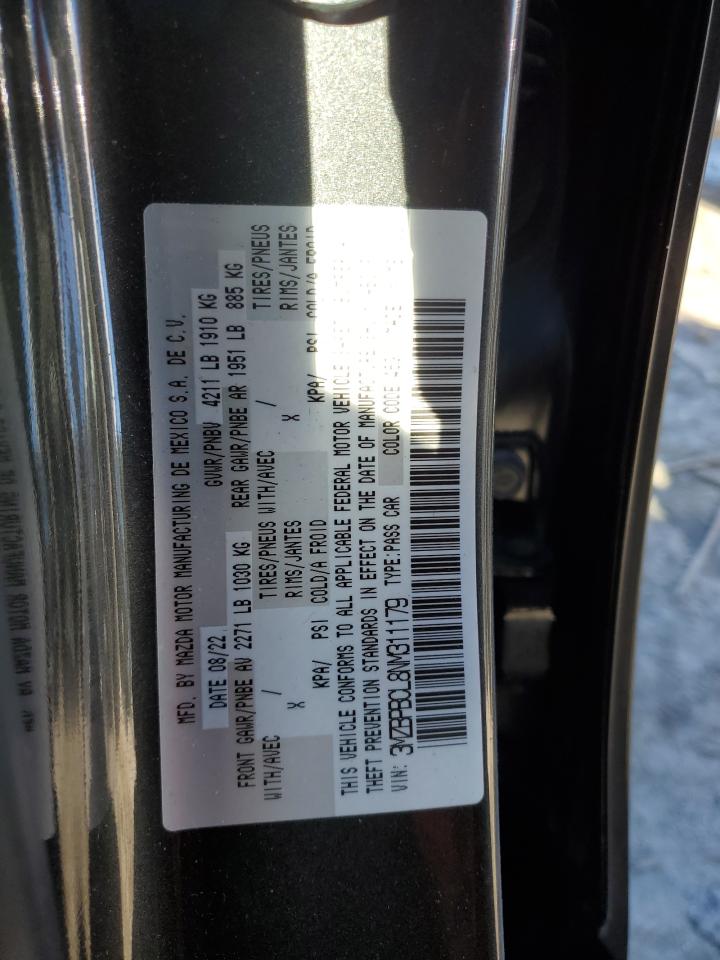 MFD. BY MAZDA MOTOR MANUFACTURING DE MEXICO S.A. DE C.V.
DATE 08/22 GVWR/PNBV 4211 LB 1910 KG
FRONT GAWR/PNBE AV 2271 LB 1030 KG REAR GAWR/PNBE AR 1951 LB 885 KG
WITH/AVEC TIRES/PNEUS WITH/AVEC TIRES/PNEUS
/ RIMS/JANTES / RIMS/JANTES
X X
KPA/ PSI COLD/A FROID KPA/ PSI COLD/A FROID
THIS VEHICLE CONFORMS TO ALL APPLICABLE FEDERAL MOTOR VEHICLE
THEFT PREVENTION STANDARDS IN EFFECT ON THE DATE OF
VIN: 3MZBPBCL8NM311179 TYPE:PASS CAR COLOR CODE